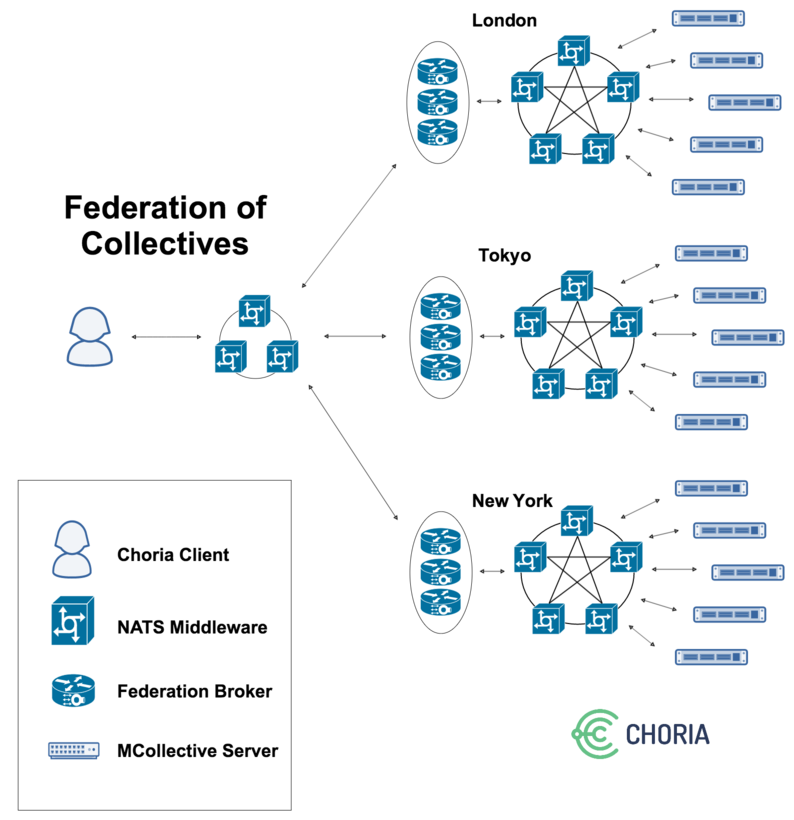 London
Federation of
Collectives
Tokyo
New York
Choria Client
NATS Middleware
Federation Broker
MCollective Server
CHORIA